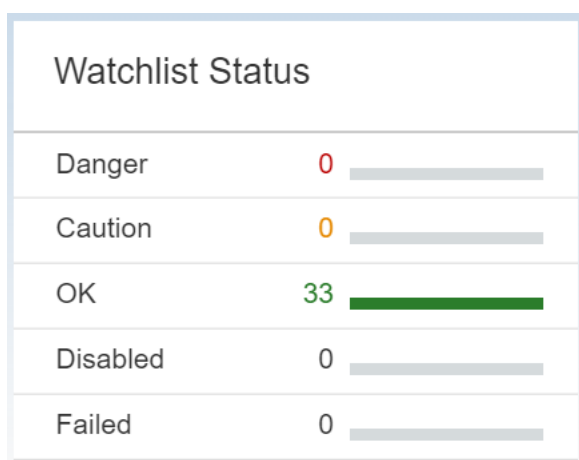 Watchlist Status
Danger 0
Caution 0
OK 33
Disabled 0
Failed 0